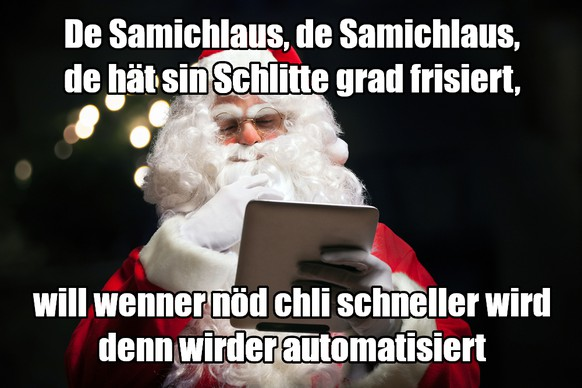 De Samichlaus, de Samichlaus,
de hät sin Schlitte grad frisiert,
will wenner nöd chli schneller wird
denn wirder automatisiert